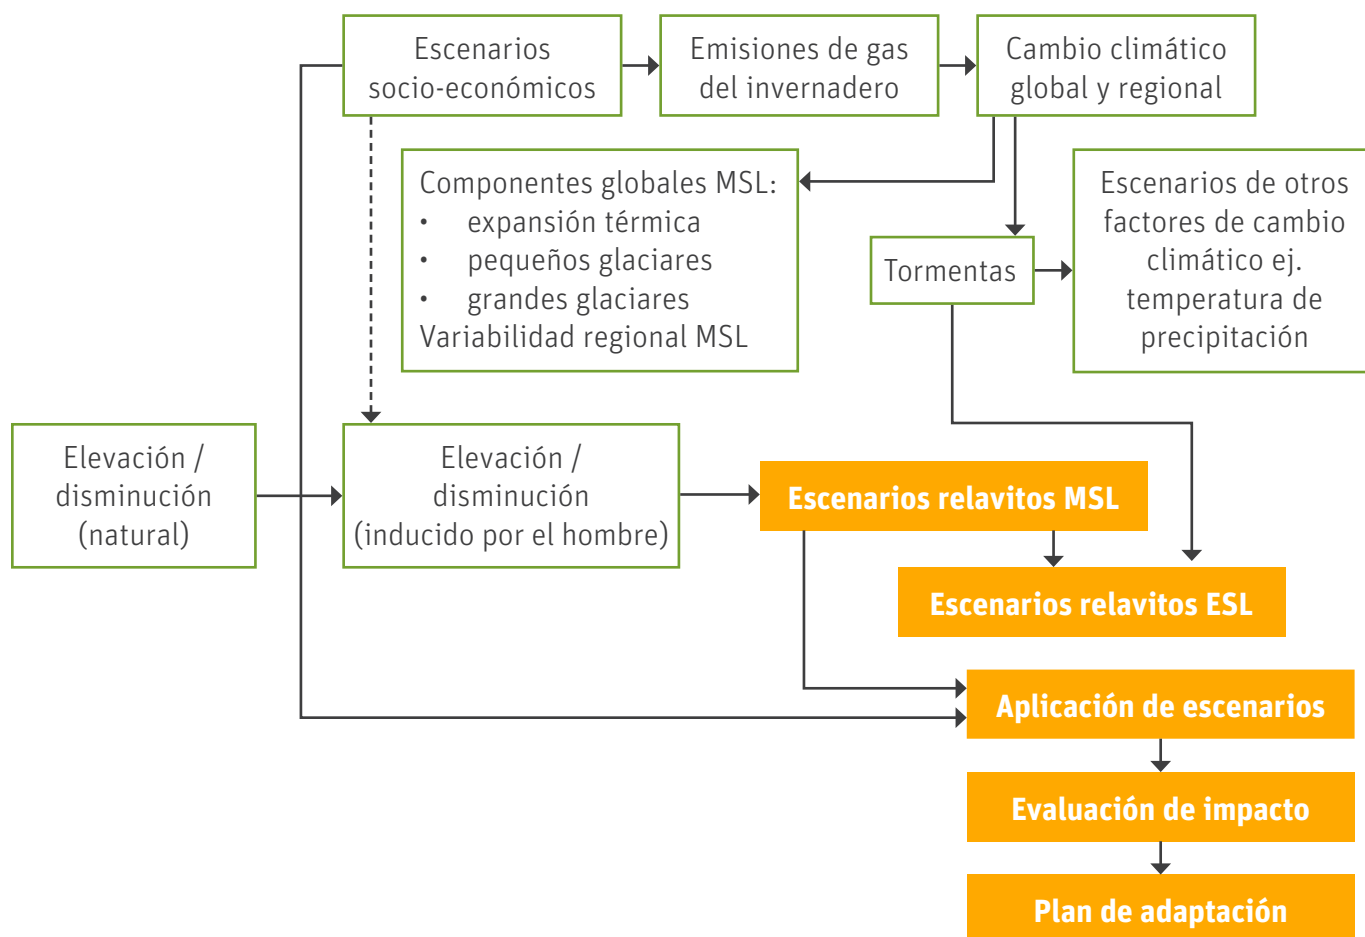 Escenarios
socio-económicos
Emisiones de gas
del invernadero
Cambio climático
global y regional
Componentes globales MSL:
• expansión térmica
• pequeños glaciares
• grandes glaciares
Variabilidad regional MSL
Tormentas
Escenarios de otros
factores de cambio
climático ej.
temperatura de
precipitación
Elevación /
disminución
(natural)
Elevación /
disminución
(inducido por el hombre)
Escenarios relavitos MSL
Escenarios relavitos ESL
Aplicación de escenarios
Evaluación de impacto
Plan de adaptación